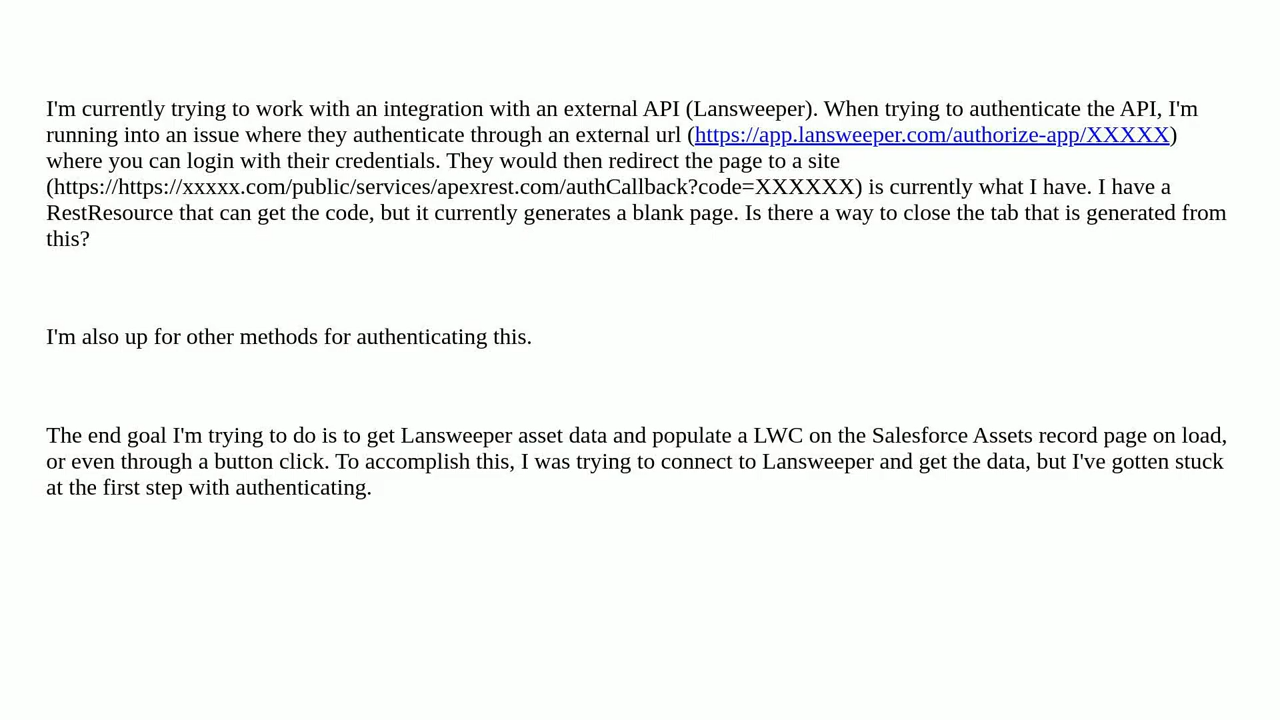 I'm currently trying to work with an integration with an external API (Lansweeper). When trying to authenticate the API, I'm
running into an issue where they authenticate through an external url (https://app.lansweeper.com/authorize-app/XXXXX)
where you can login with their credentials. They would then redirect the page to a site
(https://https://xxxxx.com/public/services/apexrest.com/authCallback?code=XXXXXX) is currently what I have. I have a
RestResource that can get the code, but it currently generates a blank page. Is there a way to close the tab that is generated from
this?
I'm also up for other methods for authenticating this.
The end goal I'm trying to do is to get Lansweeper asset data and populate a LWC on the Salesforce Assets record page on load,
or even through a button click. To accomplish this, I was trying to connect to Lansweeper and get the data, but I've gotten stuck
at the first step with authenticating.